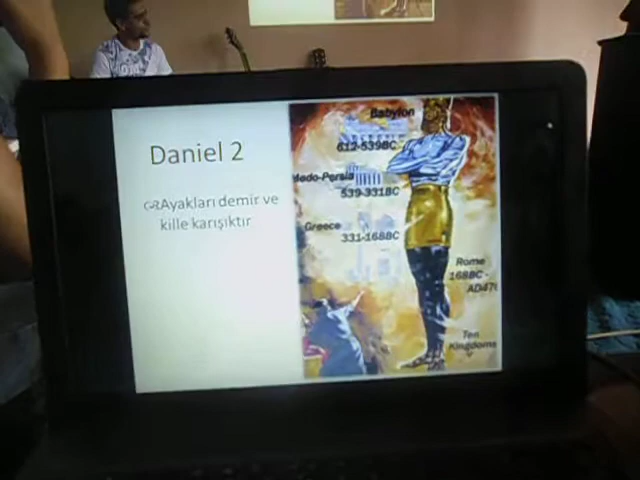 Daniel 2
Ayakları demir ve
kille karışıktır
Babylon
612-539BC
Medo-Persia
539-331BC
Greece
331-168BC
Rome
168BC -
AD476
Ten
Kingdoms